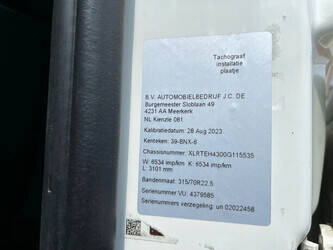 Tachograaf
installatie
plaatje
B.V. AUTOMOBIELBEDRIJF J.C. DE
Burgemeester Sloblaan 49
4231 AA Meerkerk
NL Kienzle 081
Kalibratiedatum: 28 Aug 2023
Kenteken: 39-BNX-6
Chassisnummer: XLRTEH4300G115535
W: 6534 imp/km K: 6534 imp/km
L: 3101 mm
Bandenmaat: 315/70R22.5
Serienummer VU: 4379585
Serienummers verzegeling: un 02022458